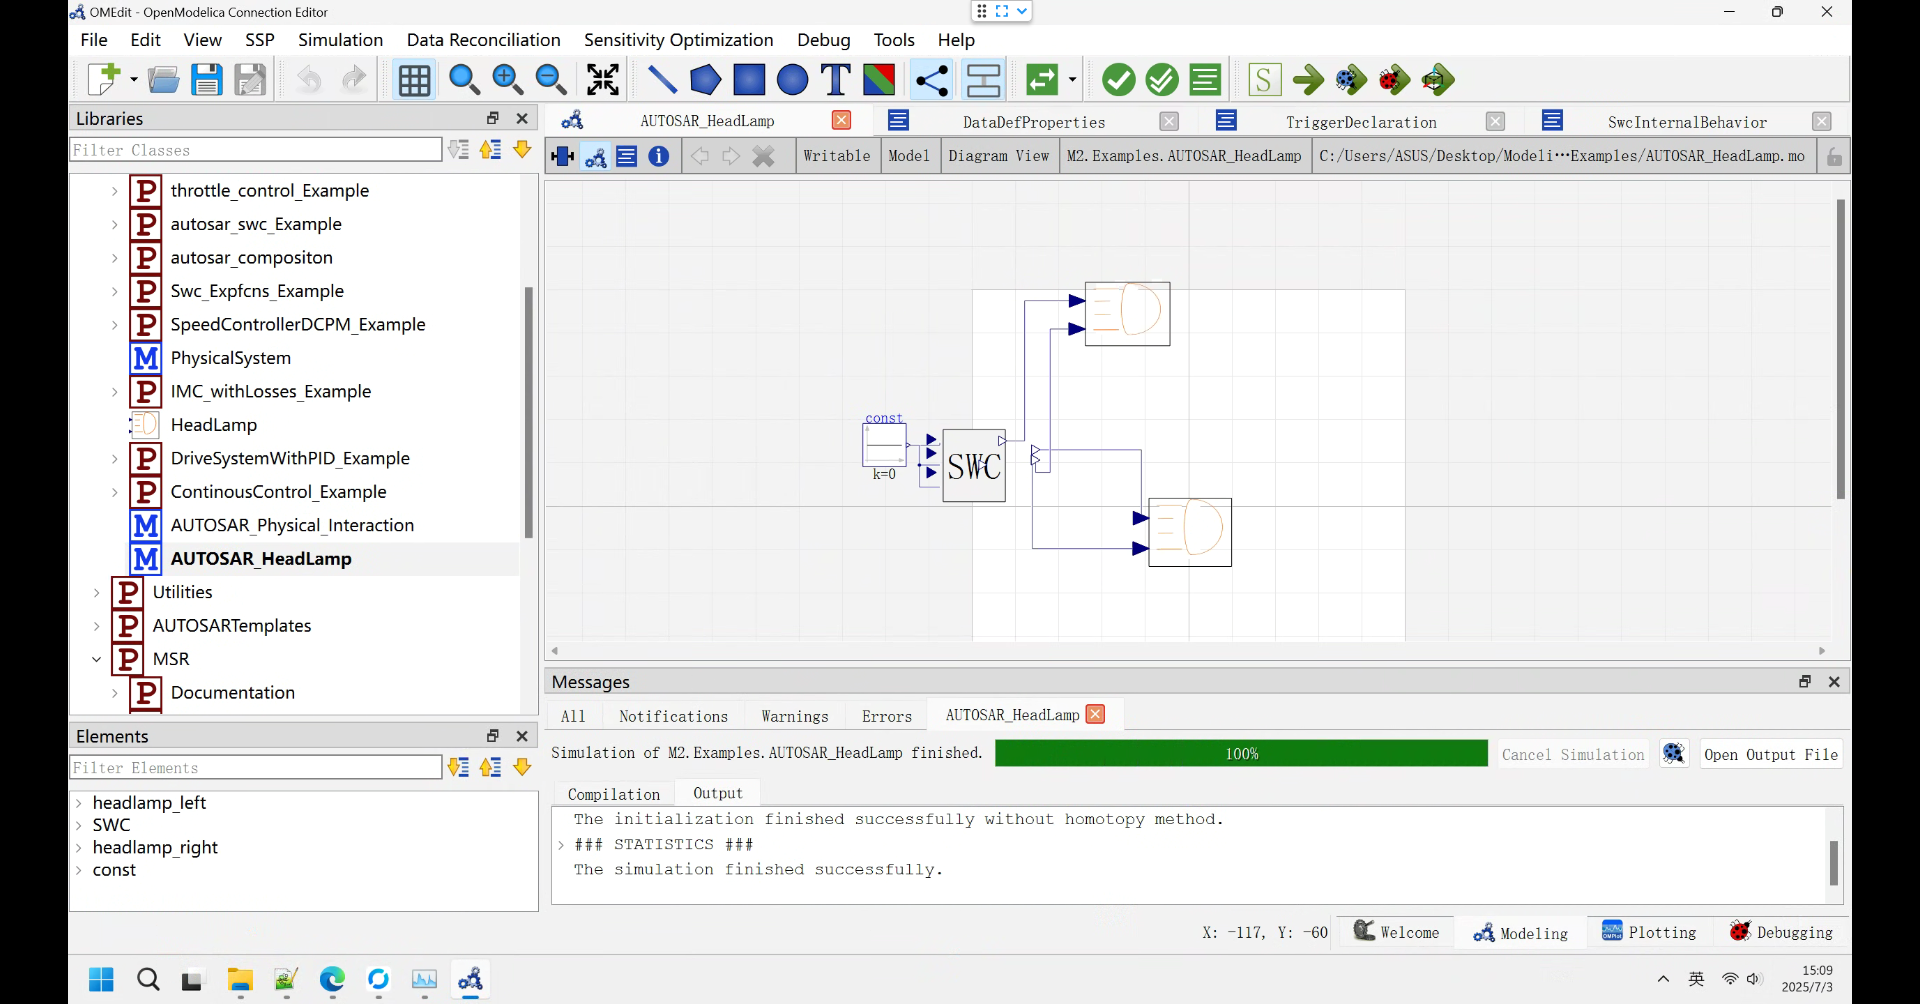 OMEdit - OpenModelica Connection Editor
File Edit View SSP Simulation Data Reconciliation Sensitivity Optimization Debug Tools Help
T
S
Libraries
Filter Classes
P throttle_control_Example
P autosar_swc_Example
P autosar_compositon
P Swc_Expfcns_Example
P SpeedControllerDCPM_Example
M PhysicalSystem
P IMC_withLosses_Example
HeadLamp
P DriveSystemWithPID_Example
P ContinousControl_Example
M AUTOSAR_Physical_Interaction
M AUTOSAR_HeadLamp
P Utilities
P AUTOSARTemplates
P MSR
P Documentation
Elements
Filter Elements
headlamp_left
SWC
headlamp_right
const
AUTOSAR_HeadLamp DataDefProperties TriggerDeclaration SwcInternalBehavior
Writable Model Diagram View M2.Examples.AUTOSAR_HeadLamp C:/Users/ASUS/Desktop/Modeli···Examples/AUTOSAR_HeadLamp.mo
const
k=0
SWC
Messages
All Notifications Warnings Errors AUTOSAR_HeadLamp
Simulation of M2.Examples.AUTOSAR_HeadLamp finished. 100% Cancel Simulation Open Output File
Compilation Output
The initialization finished successfully without homotopy method.
### STATISTICS ###
The simulation finished successfully.
X: -117, Y: -60 Welcome Modeling Plotting Debugging
英
15:09
2025/7/3